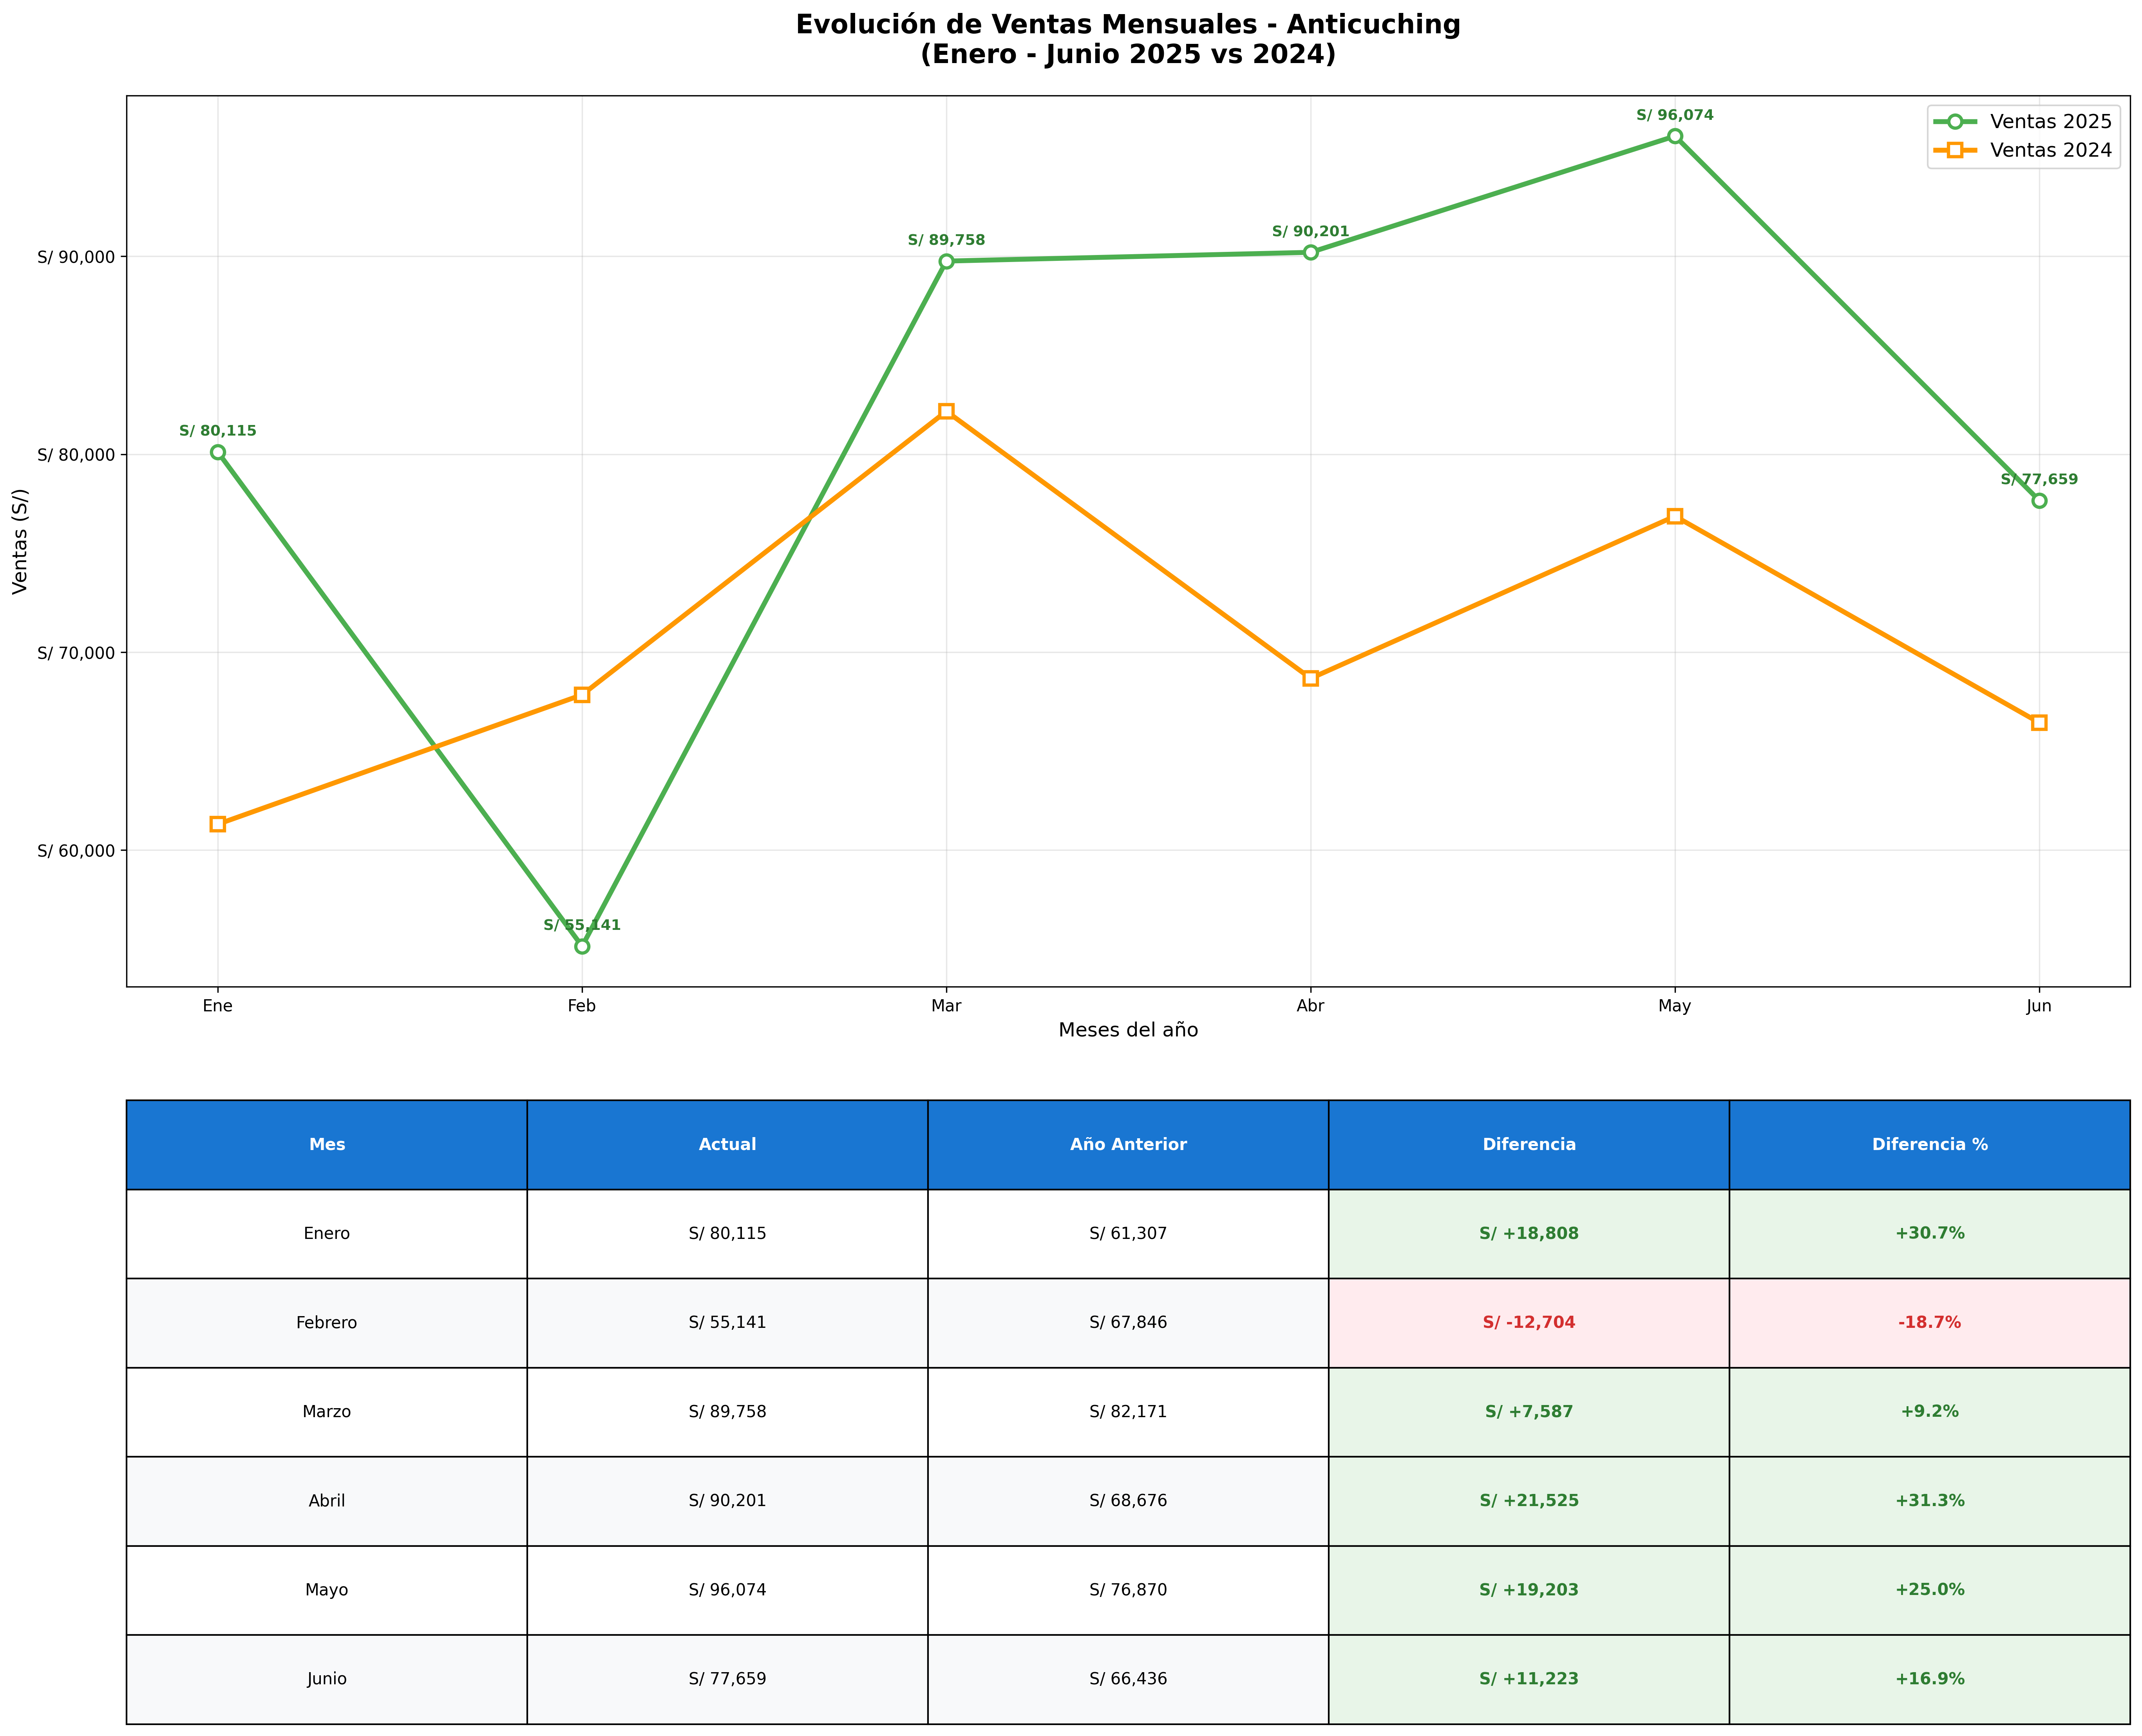 Evolución de Ventas Mensuales - Anticuching
(Enero - Junio 2025 vs 2024)
Ventas 2025
Ventas 2024
S/ 96,074
S/ 90,201
S/ 89,758
S/ 80,115
S/ 77,659
S/ 55,141
S/ 90,000
S/ 80,000
S/ 70,000
S/ 60,000
Ventas (S/)
Ene Feb Mar Abr May Jun
Meses del año
Mes Actual Año Anterior Diferencia Diferencia %
Enero S/ 80,115 S/ 61,307 S/ +18,808 +30.7%
Febrero S/ 55,141 S/ 67,846 S/ -12,704 -18.7%
Marzo S/ 89,758 S/ 82,171 S/ +7,587 +9.2%
Abril S/ 90,201 S/ 68,676 S/ +21,525 +31.3%
Mayo S/ 96,074 S/ 76,870 S/ +19,203 +25.0%
Junio S/ 77,659 S/ 66,436 S/ +11,223 +16.9%